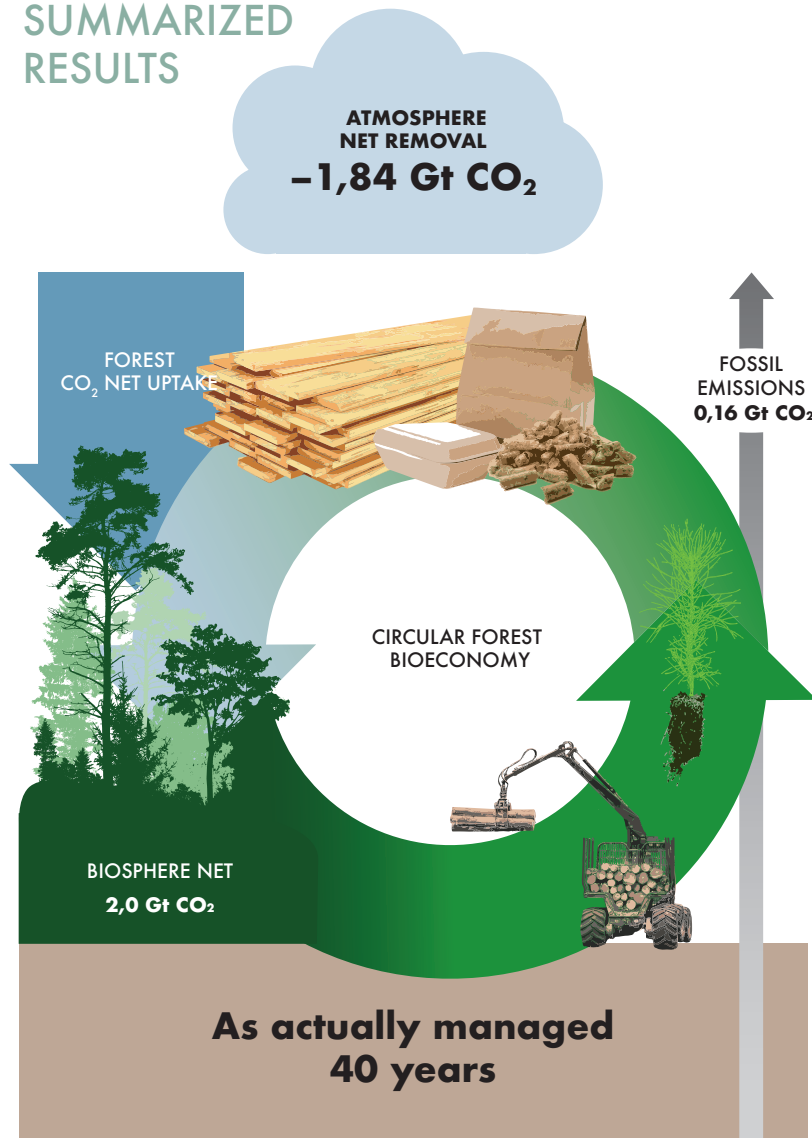 SUMMARIZED
RESULTS
ATMOSPHERE
NET REMOVAL
–1,84 Gt CO₂
FOREST
CO₂ NET UPTAKE
FOSSIL
EMISSIONS
0,16 Gt CO₂
CIRCULAR FOREST
BIOECONOMY
BIOSPHERE NET
2,0 Gt CO₂
As actually managed
40 years